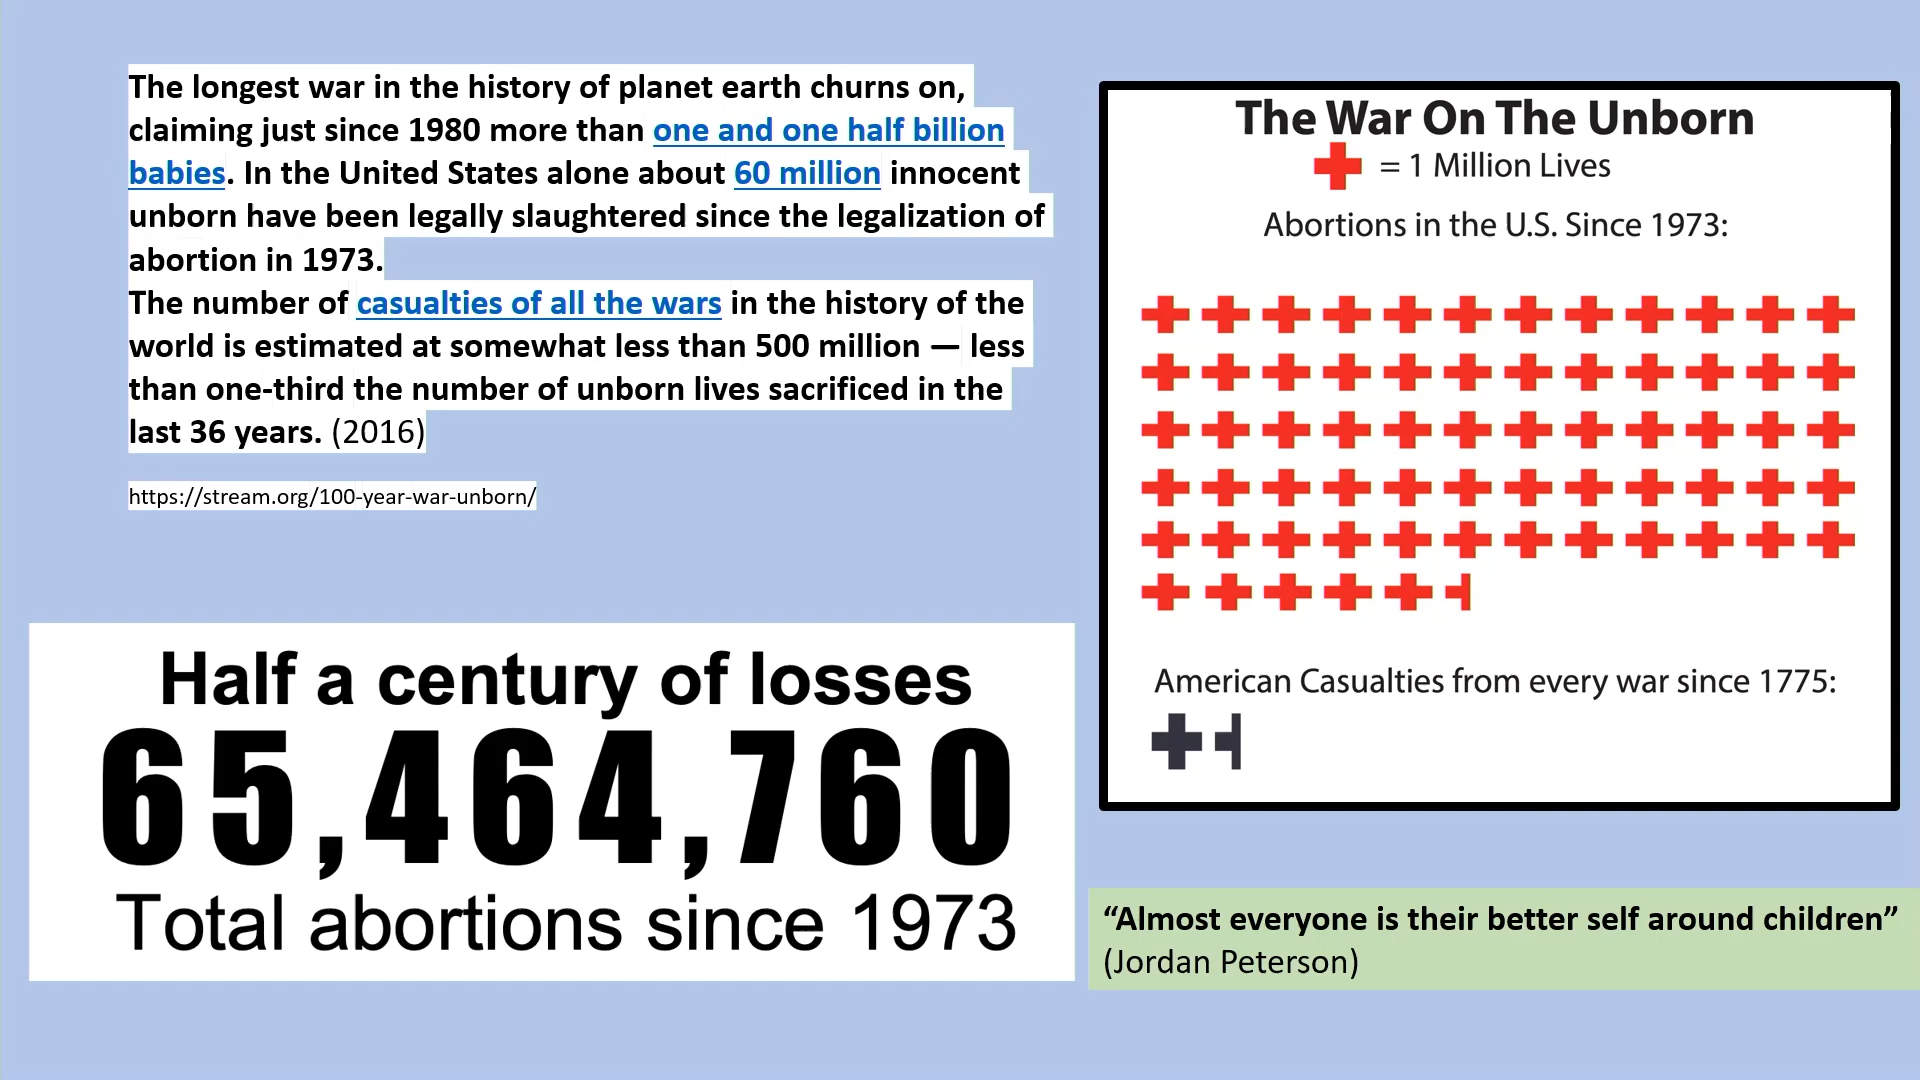 The longest war in the history of planet earth churns on,
claiming just since 1980 more than one and one half billion
babies. In the United States alone about 60 million innocent
unborn have been legally slaughtered since the legalization of
abortion in 1973.
The number of casualties of all the wars in the history of the
world is estimated at somewhat less than 500 million — less
than one-third the number of unborn lives sacrificed in the
last 36 years. (2016)
https://stream.org/100-year-war-unborn/
Half a century of losses
65,464,760
Total abortions since 1973
The War On The Unborn
= 1 Million Lives
Abortions in the U.S. Since 1973:
American Casualties from every war since 1775:
“Almost everyone is their better self around children”
(Jordan Peterson)